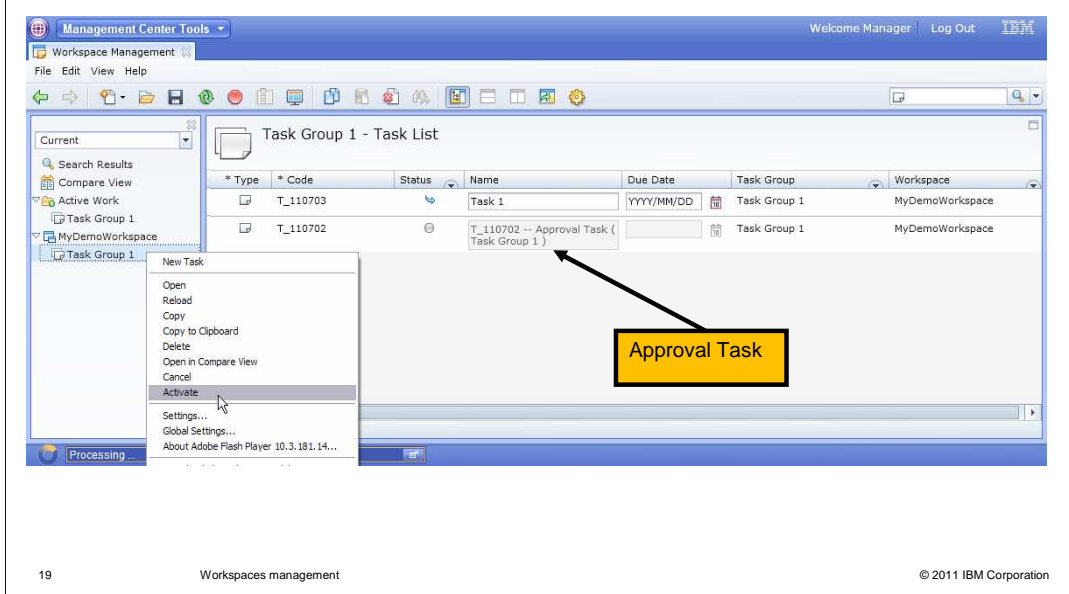 Management Center Tools
Welcome Manager Log Out IBM
Workspace Management
File Edit View Help
Current
Search Results
Compare View
Active Work
Task Group 1
MyDemoWorkspace
Task Group 1
Task Group 1 - Task List
* Type * Code Status Name Due Date Task Group Workspace
T_110703 Task 1 YYYY/MM/DD Task Group 1 MyDemoWorkspace
T_110702 T_110702 -- Approval Task ( Task Group 1 MyDemoWorkspace
Task Group 1 )
New Task
Open
Reload
Copy
Copy to Clipboard
Delete
Open in Compare View
Cancel
Activate
Settings...
Global Settings...
About Adobe Flash Player 10.3.181.14...
Approval Task
Processing ...
19 Workspaces management © 2011 IBM Corporation